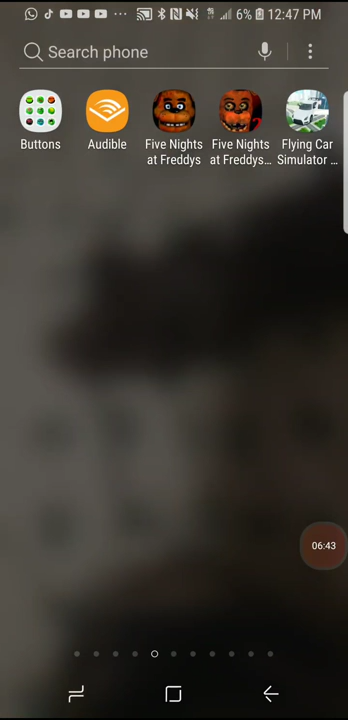 6% 12:47 PM
Search phone
Buttons
Audible
Five Nights
at Freddys
Five Nights
at Freddys...
Flying Car
Simulator ...
06:43